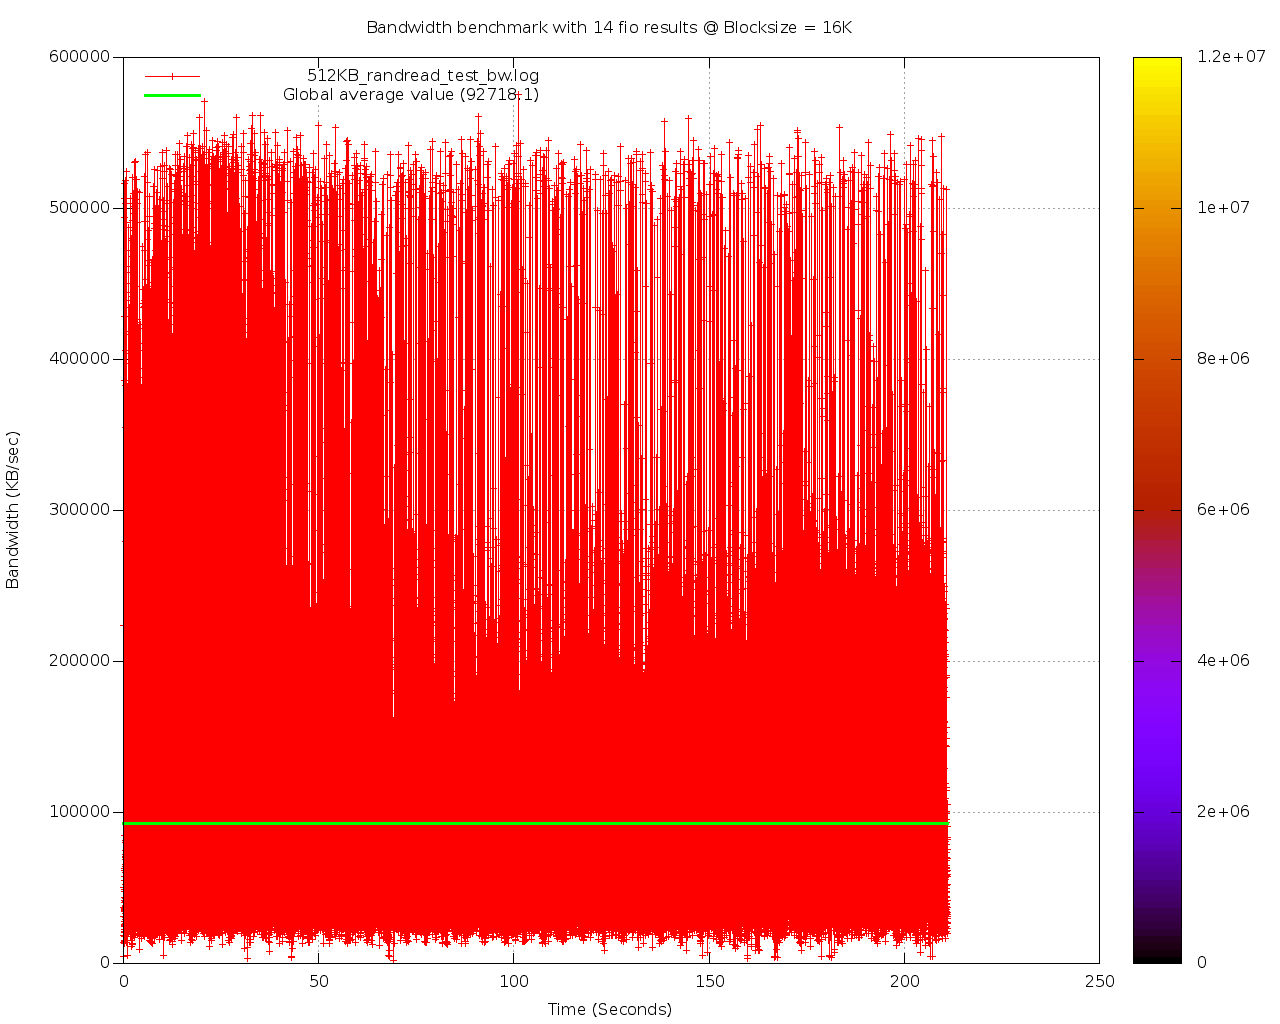 Bandwidth benchmark with 14 fio results @ Blocksize = 16K
512KB_randread_test_bw.log
Global average value (92718.1)
Bandwidth (KB/sec)
600000
500000
400000
300000
200000
100000
0
0 50 100 150 200 250
Time (Seconds)
1.2e+07
1e+07
8e+06
6e+06
4e+06
2e+06
0